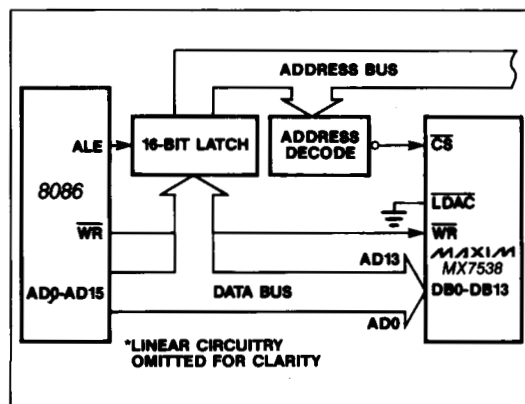 ADDRESS BUS
ALE
16-BIT LATCH
ADDRESS
DECODE
CS
8086
LDAC
WR
WR
MAXIM
MX7538
AD13
AD0-AD15
DATA BUS
DB0-DB13
AD0
*LINEAR CIRCUITRY
OMITTED FOR CLARITY